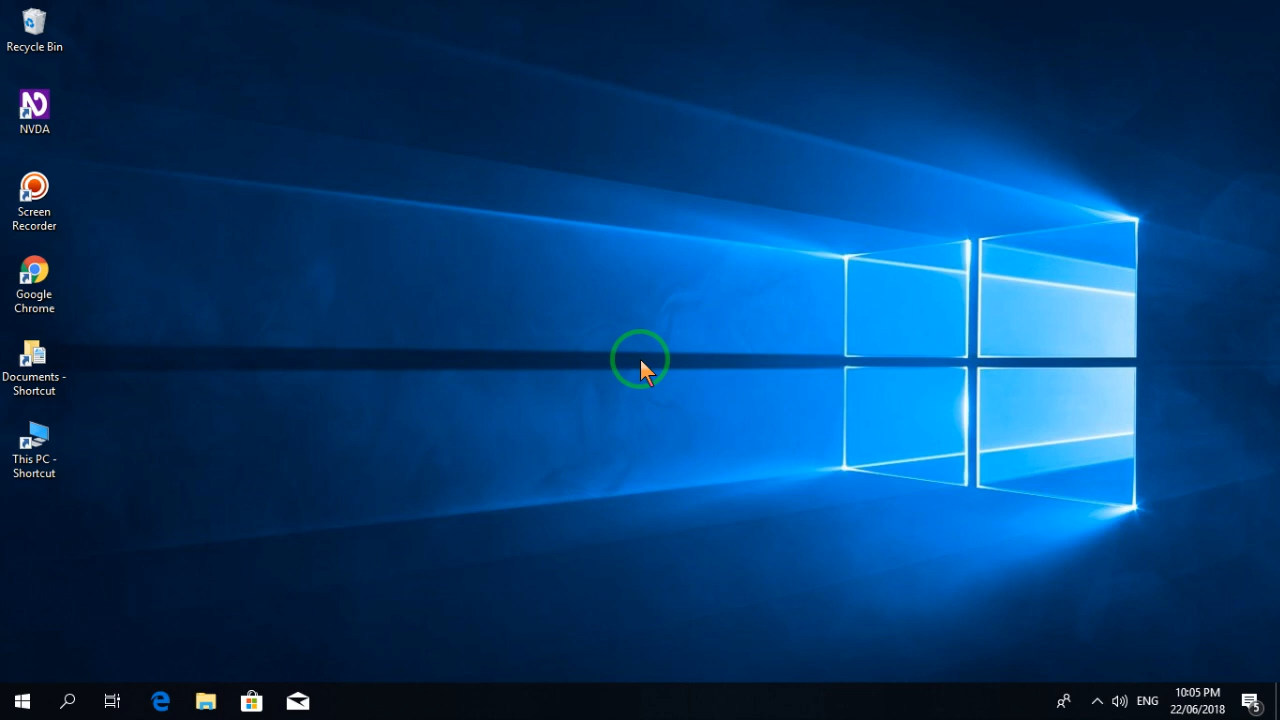 Recycle Bin
NVDA
Screen
Recorder
Google
Chrome
Documents -
Shortcut
This PC -
Shortcut
ENG
10:05 PM
22/06/2018
5